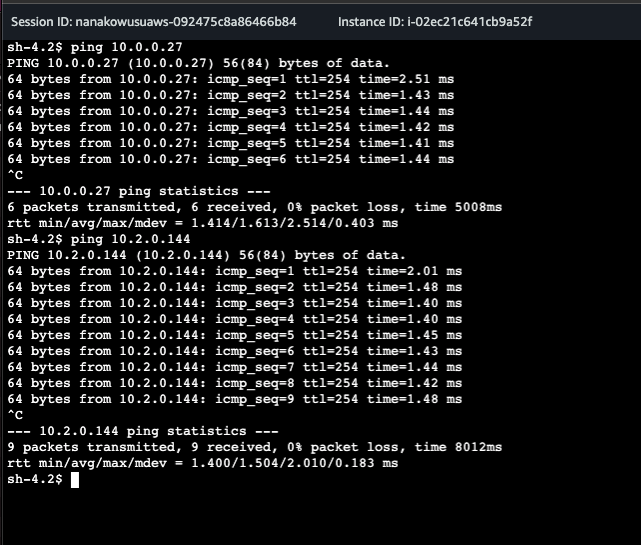 Session ID: nanakowusuaws-092475c8a86466b84 Instance ID: i-02ec21c641cb9a52f
sh-4.2$ ping 10.0.0.27
PING 10.0.0.27 (10.0.0.27) 56(84) bytes of data.
64 bytes from 10.0.0.27: icmp_seq=1 ttl=254 time=2.51 ms
64 bytes from 10.0.0.27: icmp_seq=2 ttl=254 time=1.43 ms
64 bytes from 10.0.0.27: icmp_seq=3 ttl=254 time=1.44 ms
64 bytes from 10.0.0.27: icmp_seq=4 ttl=254 time=1.42 ms
64 bytes from 10.0.0.27: icmp_seq=5 ttl=254 time=1.41 ms
64 bytes from 10.0.0.27: icmp_seq=6 ttl=254 time=1.44 ms
^C
--- 10.0.0.27 ping statistics ---
6 packets transmitted, 6 received, 0% packet loss, time 5008ms
rtt min/avg/max/mdev = 1.414/1.613/2.514/0.403 ms
sh-4.2$ ping 10.2.0.144
PING 10.2.0.144 (10.2.0.144) 56(84) bytes of data.
64 bytes from 10.2.0.144: icmp_seq=1 ttl=254 time=2.01 ms
64 bytes from 10.2.0.144: icmp_seq=2 ttl=254 time=1.48 ms
64 bytes from 10.2.0.144: icmp_seq=3 ttl=254 time=1.40 ms
64 bytes from 10.2.0.144: icmp_seq=4 ttl=254 time=1.40 ms
64 bytes from 10.2.0.144: icmp_seq=5 ttl=254 time=1.45 ms
64 bytes from 10.2.0.144: icmp_seq=6 ttl=254 time=1.43 ms
64 bytes from 10.2.0.144: icmp_seq=7 ttl=254 time=1.44 ms
64 bytes from 10.2.0.144: icmp_seq=8 ttl=254 time=1.42 ms
64 bytes from 10.2.0.144: icmp_seq=9 ttl=254 time=1.48 ms
^C
--- 10.2.0.144 ping statistics ---
9 packets transmitted, 9 received, 0% packet loss, time 8012ms
rtt min/avg/max/mdev = 1.400/1.504/2.010/0.183 ms
sh-4.2$